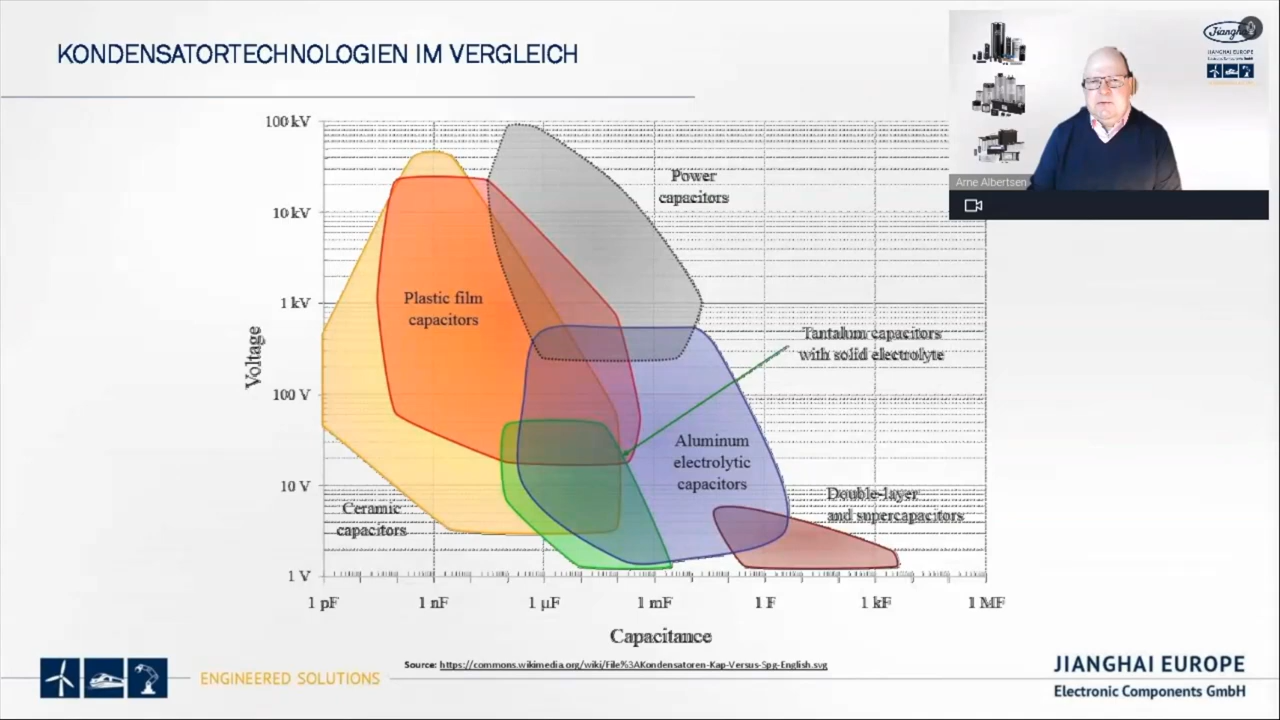 KONDENSATORTECHNOLOGIEN IM VERGLEICH
Jianghai
JIANGHAI EUROPE
Arne Albertsen
100 kV
10 kV
1 kV
100 V
10 V
1 V
Voltage
Power
capacitors
Plastic film
capacitors
Tantalum capacitors
with solid electrolyte
Aluminum
electrolytic
capacitors
Ceramic
capacitors
Double-layer
and supercapacitors
1 pF 1 nF 1 µF 1 mF 1 F 1 kF 1 MF
Capacitance
Source: https://commons.wikimedia.org/wiki/File%3AKondensatoren-Kap-Versus-Spg-English.svg
ENGINEERED SOLUTIONS
JIANGHAI EUROPE
Electronic Components GmbH